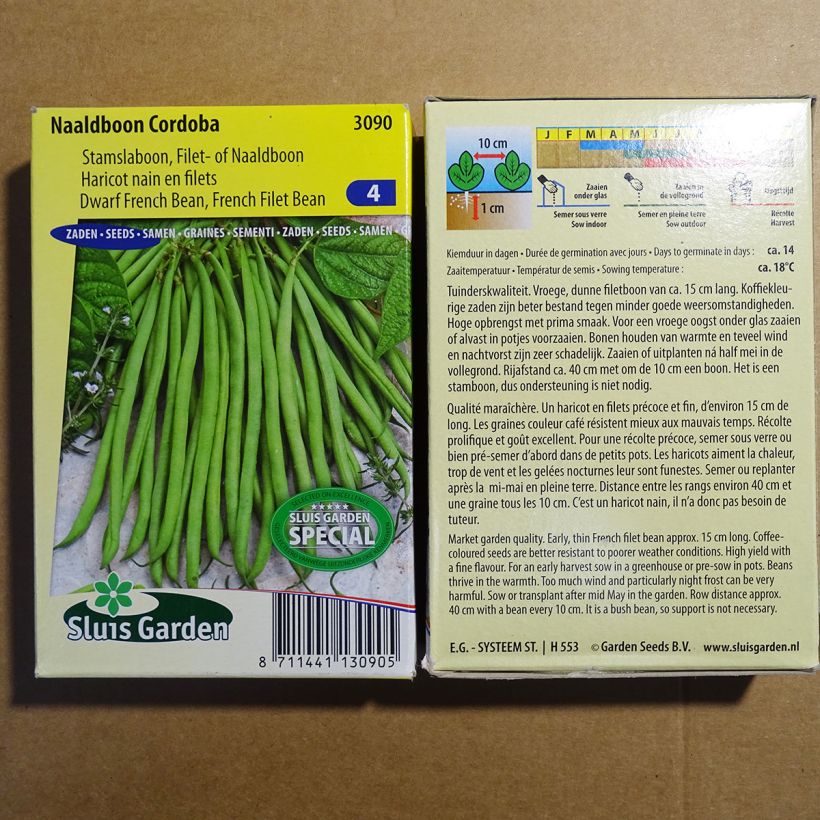 Naaldboon Cordoba 3090
Stamslaboon, Filet- of Naaldboon
Haricot nain en filets
Dwarf French Bean, French Filet Bean 4
ZADEN • SEEDS • SAMEN • GRAINES • SEMENTI • ZADEN • SEEDS • SAMEN • G
SELECTED ON EXCELLENCE
SLUIS GARDEN
SPECIAL
Sluis Garden
8 711441 130905
J F M A M J J A
10 cm
1 cm
Zaaien
onder glas
Semer sous verre
Sow indoor
Zaaien in
de vollegrond
Semer en pleine terre
Sow outdoor
Oogsttijd
Récolte
Harvest
Kiemduur in dagen • Durée de germination avec jours • Days to germinate in days : ca. 14
Zaaitemperatuur • Températur de semis • Sowing temperature : ca. 18°C
Tuinderskwaliteit. Vroege, dunne filetboon van ca. 15 cm lang. Koffiekleu-
rige zaden zijn beter bestand tegen minder goede weersomstandigheden.
Hoge opbrengst met prima smaak. Voor een vroege oogst onder glas zaaien
of alvast in potjes voorzaaien. Bonen houden van warmte en teveel wind
en nachtvorst zijn zeer schadelijk. Zaaien of uitplanten ná half mei in de
vollegrond. Rijafstand ca. 40 cm met om de 10 cm een boon. Het is een
stamboon, dus ondersteuning is niet nodig.
Qualité maraîchère. Un haricot en filets précoce et fin, d'environ 15 cm de
long. Les graines couleur café résistent mieux aux mauvais temps. Récolte
prolifique et goût excellent. Pour une récolte précoce, semer sous verre ou
bien pré-semer d'abord dans de petits pots. Les haricots aiment la chaleur,
trop de vent et les gelées nocturnes leur sont funestes. Semer ou replanter
après la mi-mai en pleine terre. Distance entre les rangs environ 40 cm et
une graine tous les 10 cm. C'est un haricot nain, il n'a donc pas besoin de
tuteur.
Market garden quality. Early, thin French filet bean approx. 15 cm long. Coffee-
coloured seeds are better resistant to poorer weather conditions. High yield with
a fine flavour. For an early harvest sow in a greenhouse or pre-sow in pots. Beans
thrive in the warmth. Too much wind and particularly night frost can be very
harmful. Sow or transplant after mid May in the garden. Row distance approx.
40 cm with a bean every 10 cm. It is a bush bean, so support is not necessary.
E.G. - SYSTEEM ST. | H 553 © Garden Seeds B.V. www.sluisgarden.nl